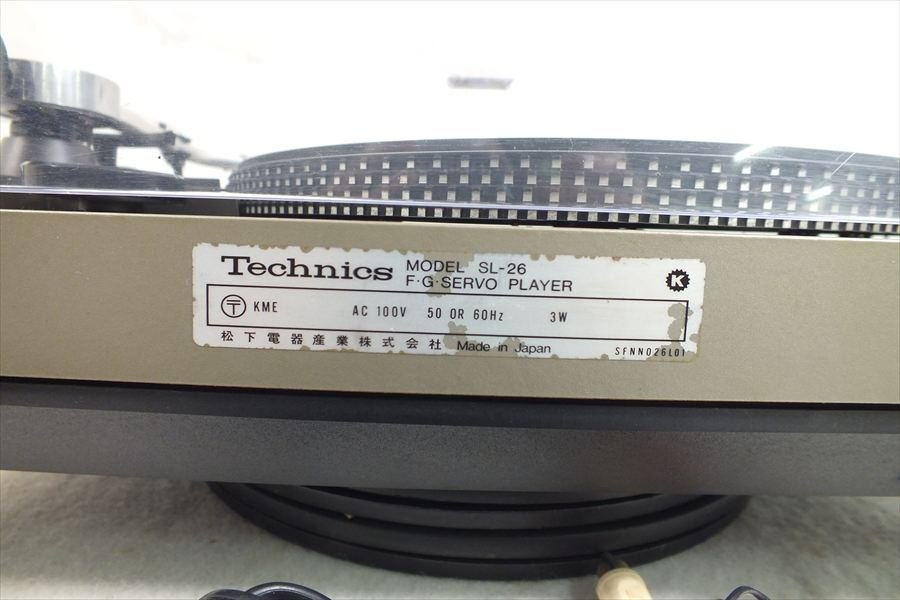 Technics MODEL SL-26
F·G·SERVO PLAYER
K
〒 KME AC 100V 50 OR 60Hz 3W
松下電器産業株式会社 Made in Japan SFNN026L01